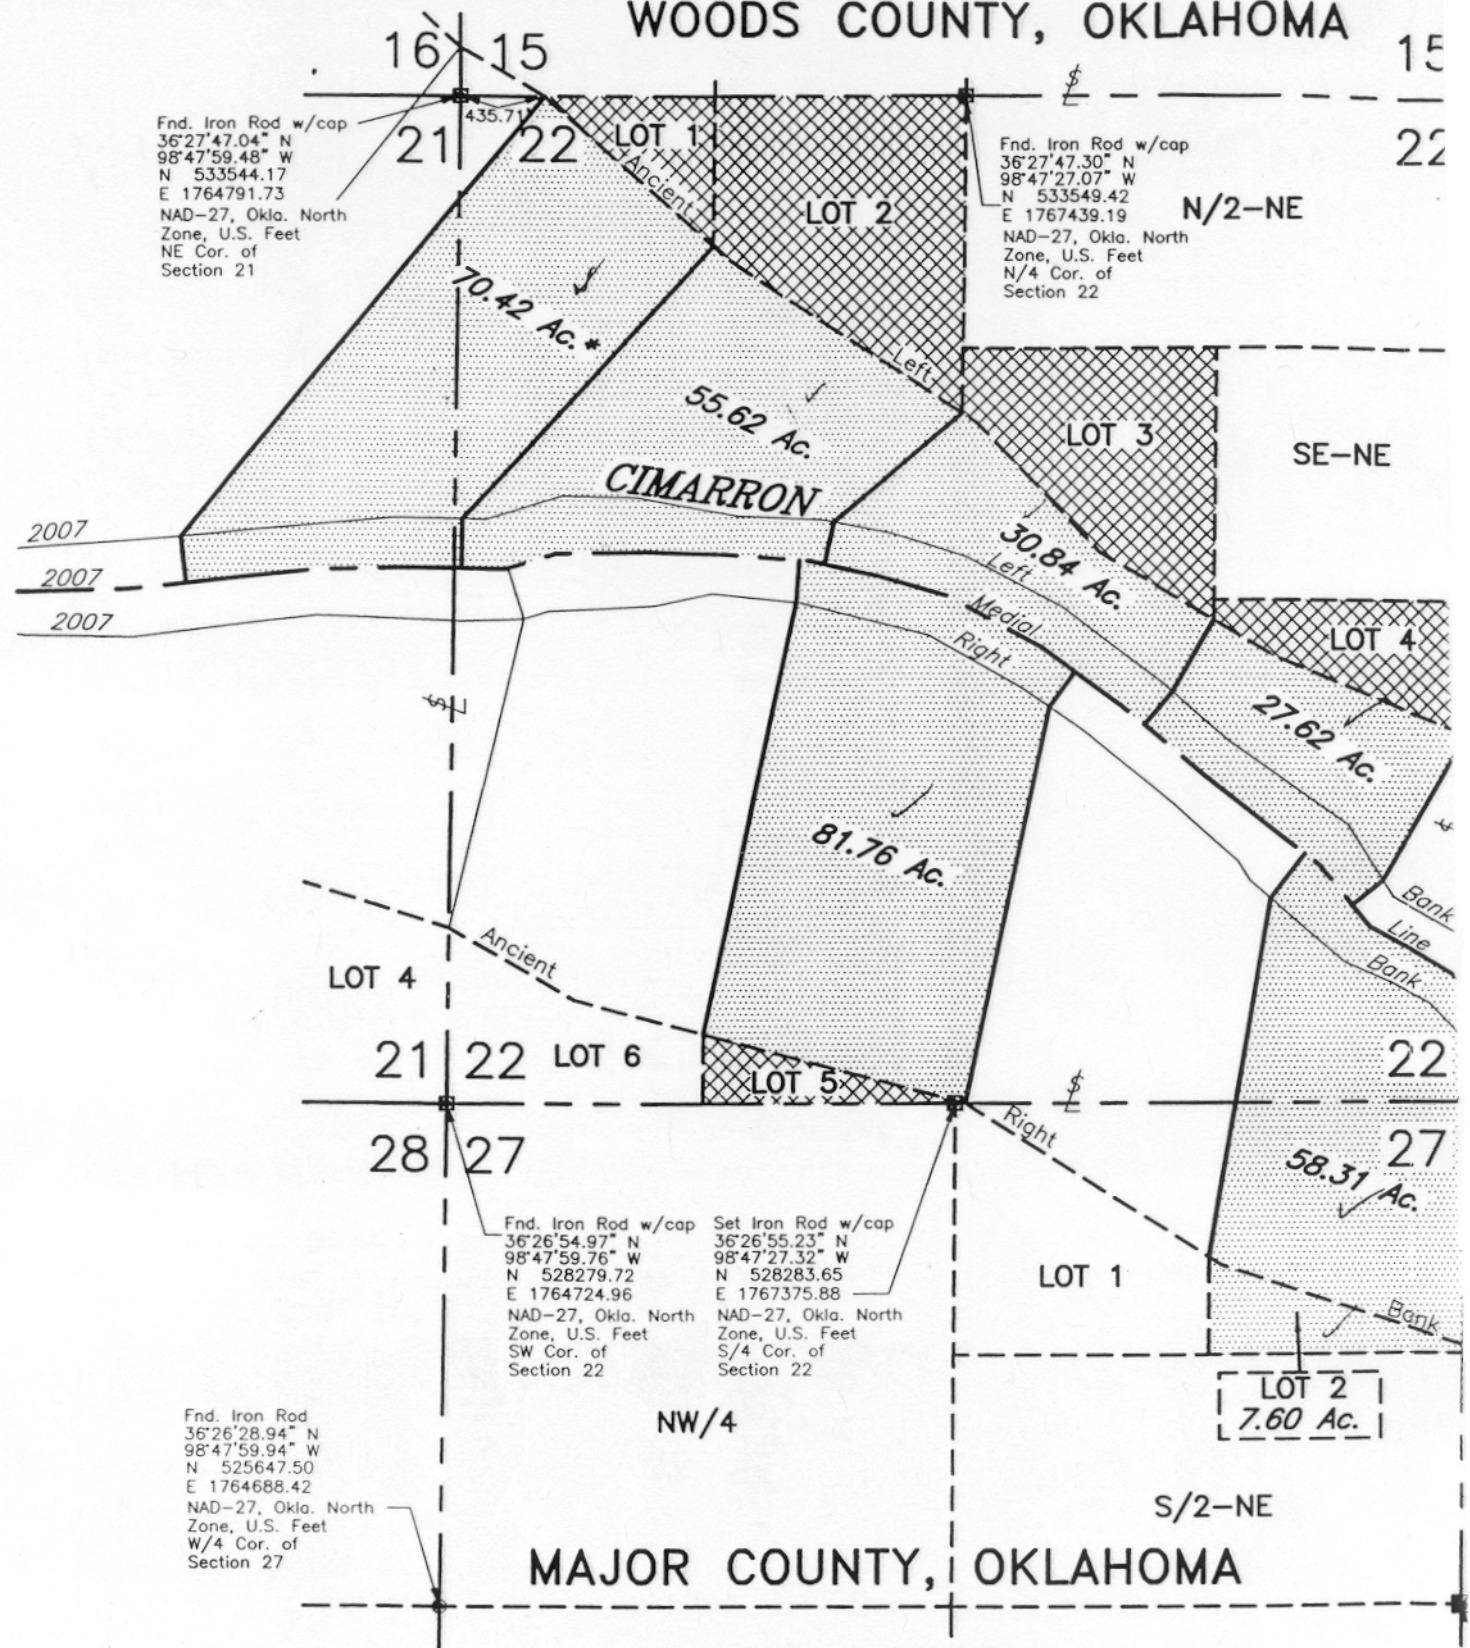 WOODS COUNTY, OKLAHOMA
16 15
15
435.71'
21 22
22
Fnd. Iron Rod w/cap
36°27'47.04" N
98°47'59.48" W
N 533544.17
E 1764791.73
NAD-27, Okla. North
Zone, U.S. Feet
NE Cor. of
Section 21
LOT 1
Ancient
LOT 2
Fnd. Iron Rod w/cap
36°27'47.30" N
98°47'27.07" W
N 533549.42
E 1767439.19
NAD-27, Okla. North
Zone, U.S. Feet
N/4 Cor. of
Section 22
N/2-NE
70.42 Ac.*
Left
55.62 Ac.
LOT 3
SE-NE
CIMARRON
2007
2007
2007
30.84 Ac.
Left
Medial
Right
LOT 4
27.62 Ac.
81.76 Ac.
Bank
Line
Bank
Ancient
LOT 4
21 22
LOT 6
LOT 5
22
Right
28 27
27
58.31 Ac.
Fnd. Iron Rod w/cap
36°26'54.97" N
98°47'59.76" W
N 528279.72
E 1764724.96
NAD-27, Okla. North
Zone, U.S. Feet
SW Cor. of
Section 22
Set Iron Rod w/cap
36°26'55.23" N
98°47'27.32" W
N 528283.65
E 1767375.88
NAD-27, Okla. North
Zone, U.S. Feet
S/4 Cor. of
Section 22
LOT 1
Bank
LOT 2
7.60 Ac.
Fnd. Iron Rod
36°26'28.94" N
98°47'59.94" W
N 525647.50
E 1764688.42
NAD-27, Okla. North
Zone, U.S. Feet
W/4 Cor. of
Section 27
NW/4
S/2-NE
MAJOR COUNTY, OKLAHOMA